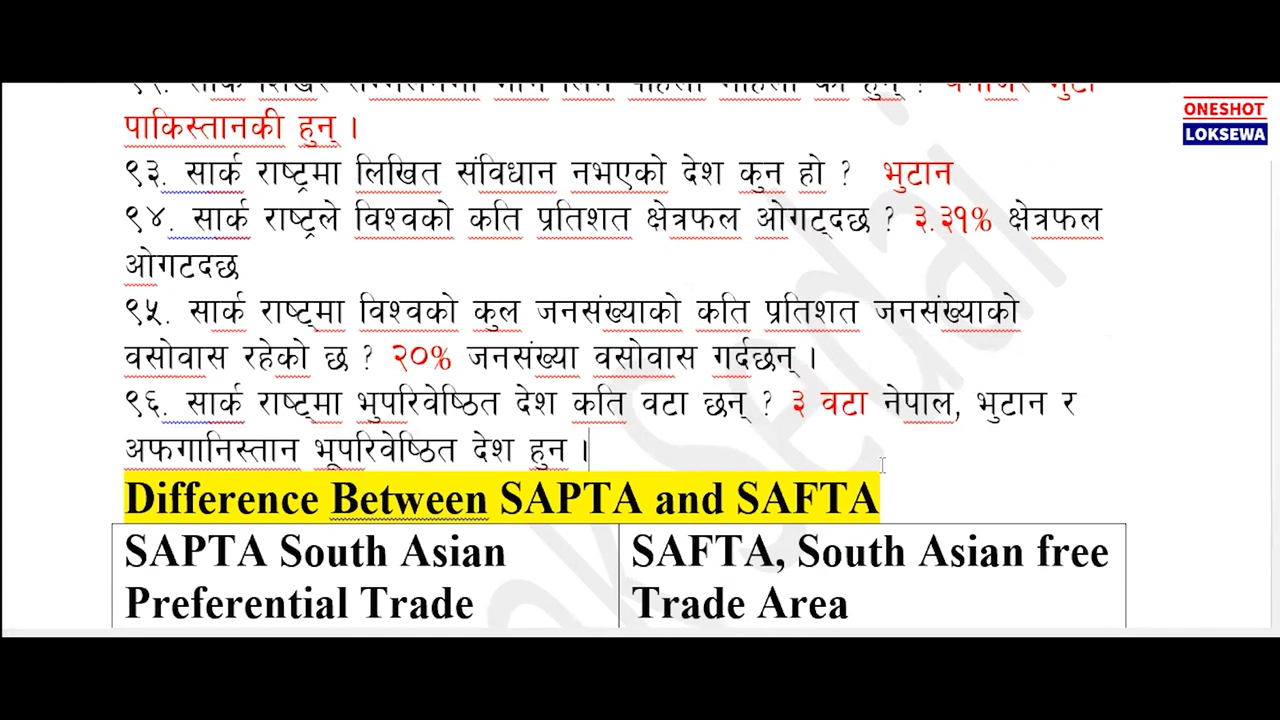 पाकिस्तानकी हुन् ।
ONESHOT
LOKSEWA
९३. सार्क राष्ट्रमा लिखित संविधान नभएको देश कुन हो ? भुटान
९४. सार्क राष्ट्रले विश्वको कति प्रतिशत क्षेत्रफल ओगट्दछ ? ३.३१% क्षेत्रफल
ओगटदछ
९५. सार्क राष्ट्मा विश्वको कुल जनसंख्याको कति प्रतिशत जनसंख्याको
वसोवास रहेको छ ? २०% जनसंख्या वसोवास गर्दछन् ।
९६. सार्क राष्ट्मा भुपरिवेष्ठित देश कति वटा छन् ? ३ वटा नेपाल, भुटान र
अफगानिस्तान भूपरिवेष्ठित देश हुन ।
Difference Between SAPTA and SAFTA
SAPTA South Asian
Preferential Trade
SAFTA, South Asian free
Trade Area